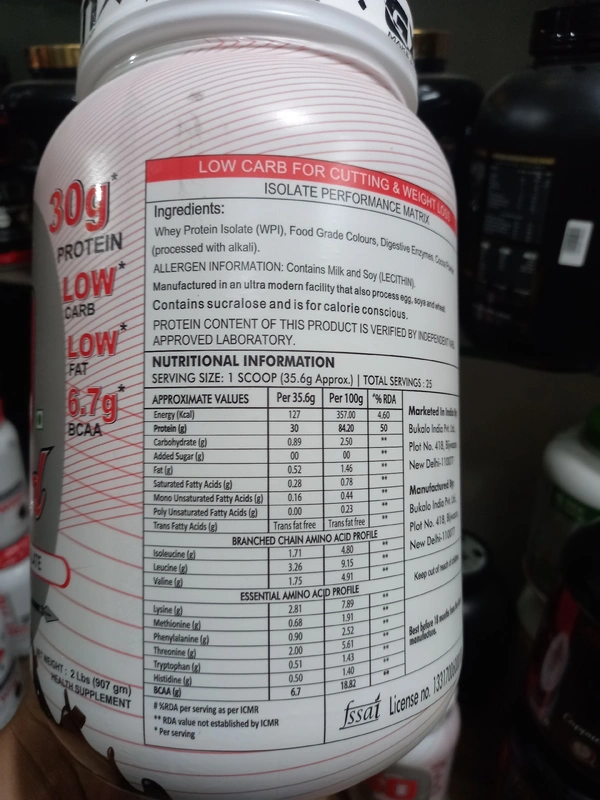 30g*
PROTEIN
LOW*
CARB
LOW*
FAT
6.7g*
BCAA
WEIGHT : 2 Lbs (907 gm)
HEALTH SUPPLEMENT
LOW CARB FOR CUTTING & WEIGHT
ISOLATE PERFORMANCE MATRIX
Ingredients:
Whey Protein Isolate (WPI), Food Grade Colours, Digestive Enzymes, Cocoa
(processed with alkali).
ALLERGEN INFORMATION: Contains Milk and Soy (LECITHIN).
Manufactured in an ultra modern facility that also process egg, soya and wheat
Contains sucralose and is for calorie conscious.
PROTEIN CONTENT OF THIS PRODUCT IS VERIFIED BY INDEPENDENT
APPROVED LABORATORY.
NUTRITIONAL INFORMATION
SERVING SIZE: 1 SCOOP (35.6g Approx.) | TOTAL SERVINGS : 25
APPROXIMATE VALUES Per 35.6g Per 100g #% RDA
Energy (Kcal) 127 357.00 4.60
Protein (g) 30 84.20 50
Carbohydrate (g) 0.89 2.50 **
Added Sugar (g) 00 00 **
Fat (g) 0.52 1.46 **
Saturated Fatty Acids (g) 0.28 0.78 **
Mono Unsaturated Fatty Acids (g) 0.16 0.44 **
Poly Unsaturated Fatty Acids (g) 0.00 0.23 **
Trans Fatty Acids (g) Trans fat free Trans fat free **
BRANCHED CHAIN AMINO ACID PROFILE
Isoleucine (g) 1.71 4.80 **
Leucine (g) 3.26 9.15 **
Valine (g) 1.75 4.91 **
ESSENTIAL AMINO ACID PROFILE
Lysine (g) 2.81 7.89 **
Methionine (g) 0.68 1.91 **
Phenylalanine (g) 0.90 2.52 **
Threonine (g) 2.00 5.61 **
Tryptophan (g) 0.51 1.43 **
Histidine (g) 0.50 1.40 **
BCAA (g) 6.7 18.82 **
# %RDA per serving as per ICMR
** RDA value not established by ICMR
* Per serving
Marketed In India By
Bukalo India Pvt. Ltd.
Plot No. 418,
New Delhi-110077
Manufactured By:
Bukalo India Pvt. Ltd.
Plot No. 418,
New Delhi-110077
Keep out of reach of
Best before 18 months from
manufacture.
fssai License no.